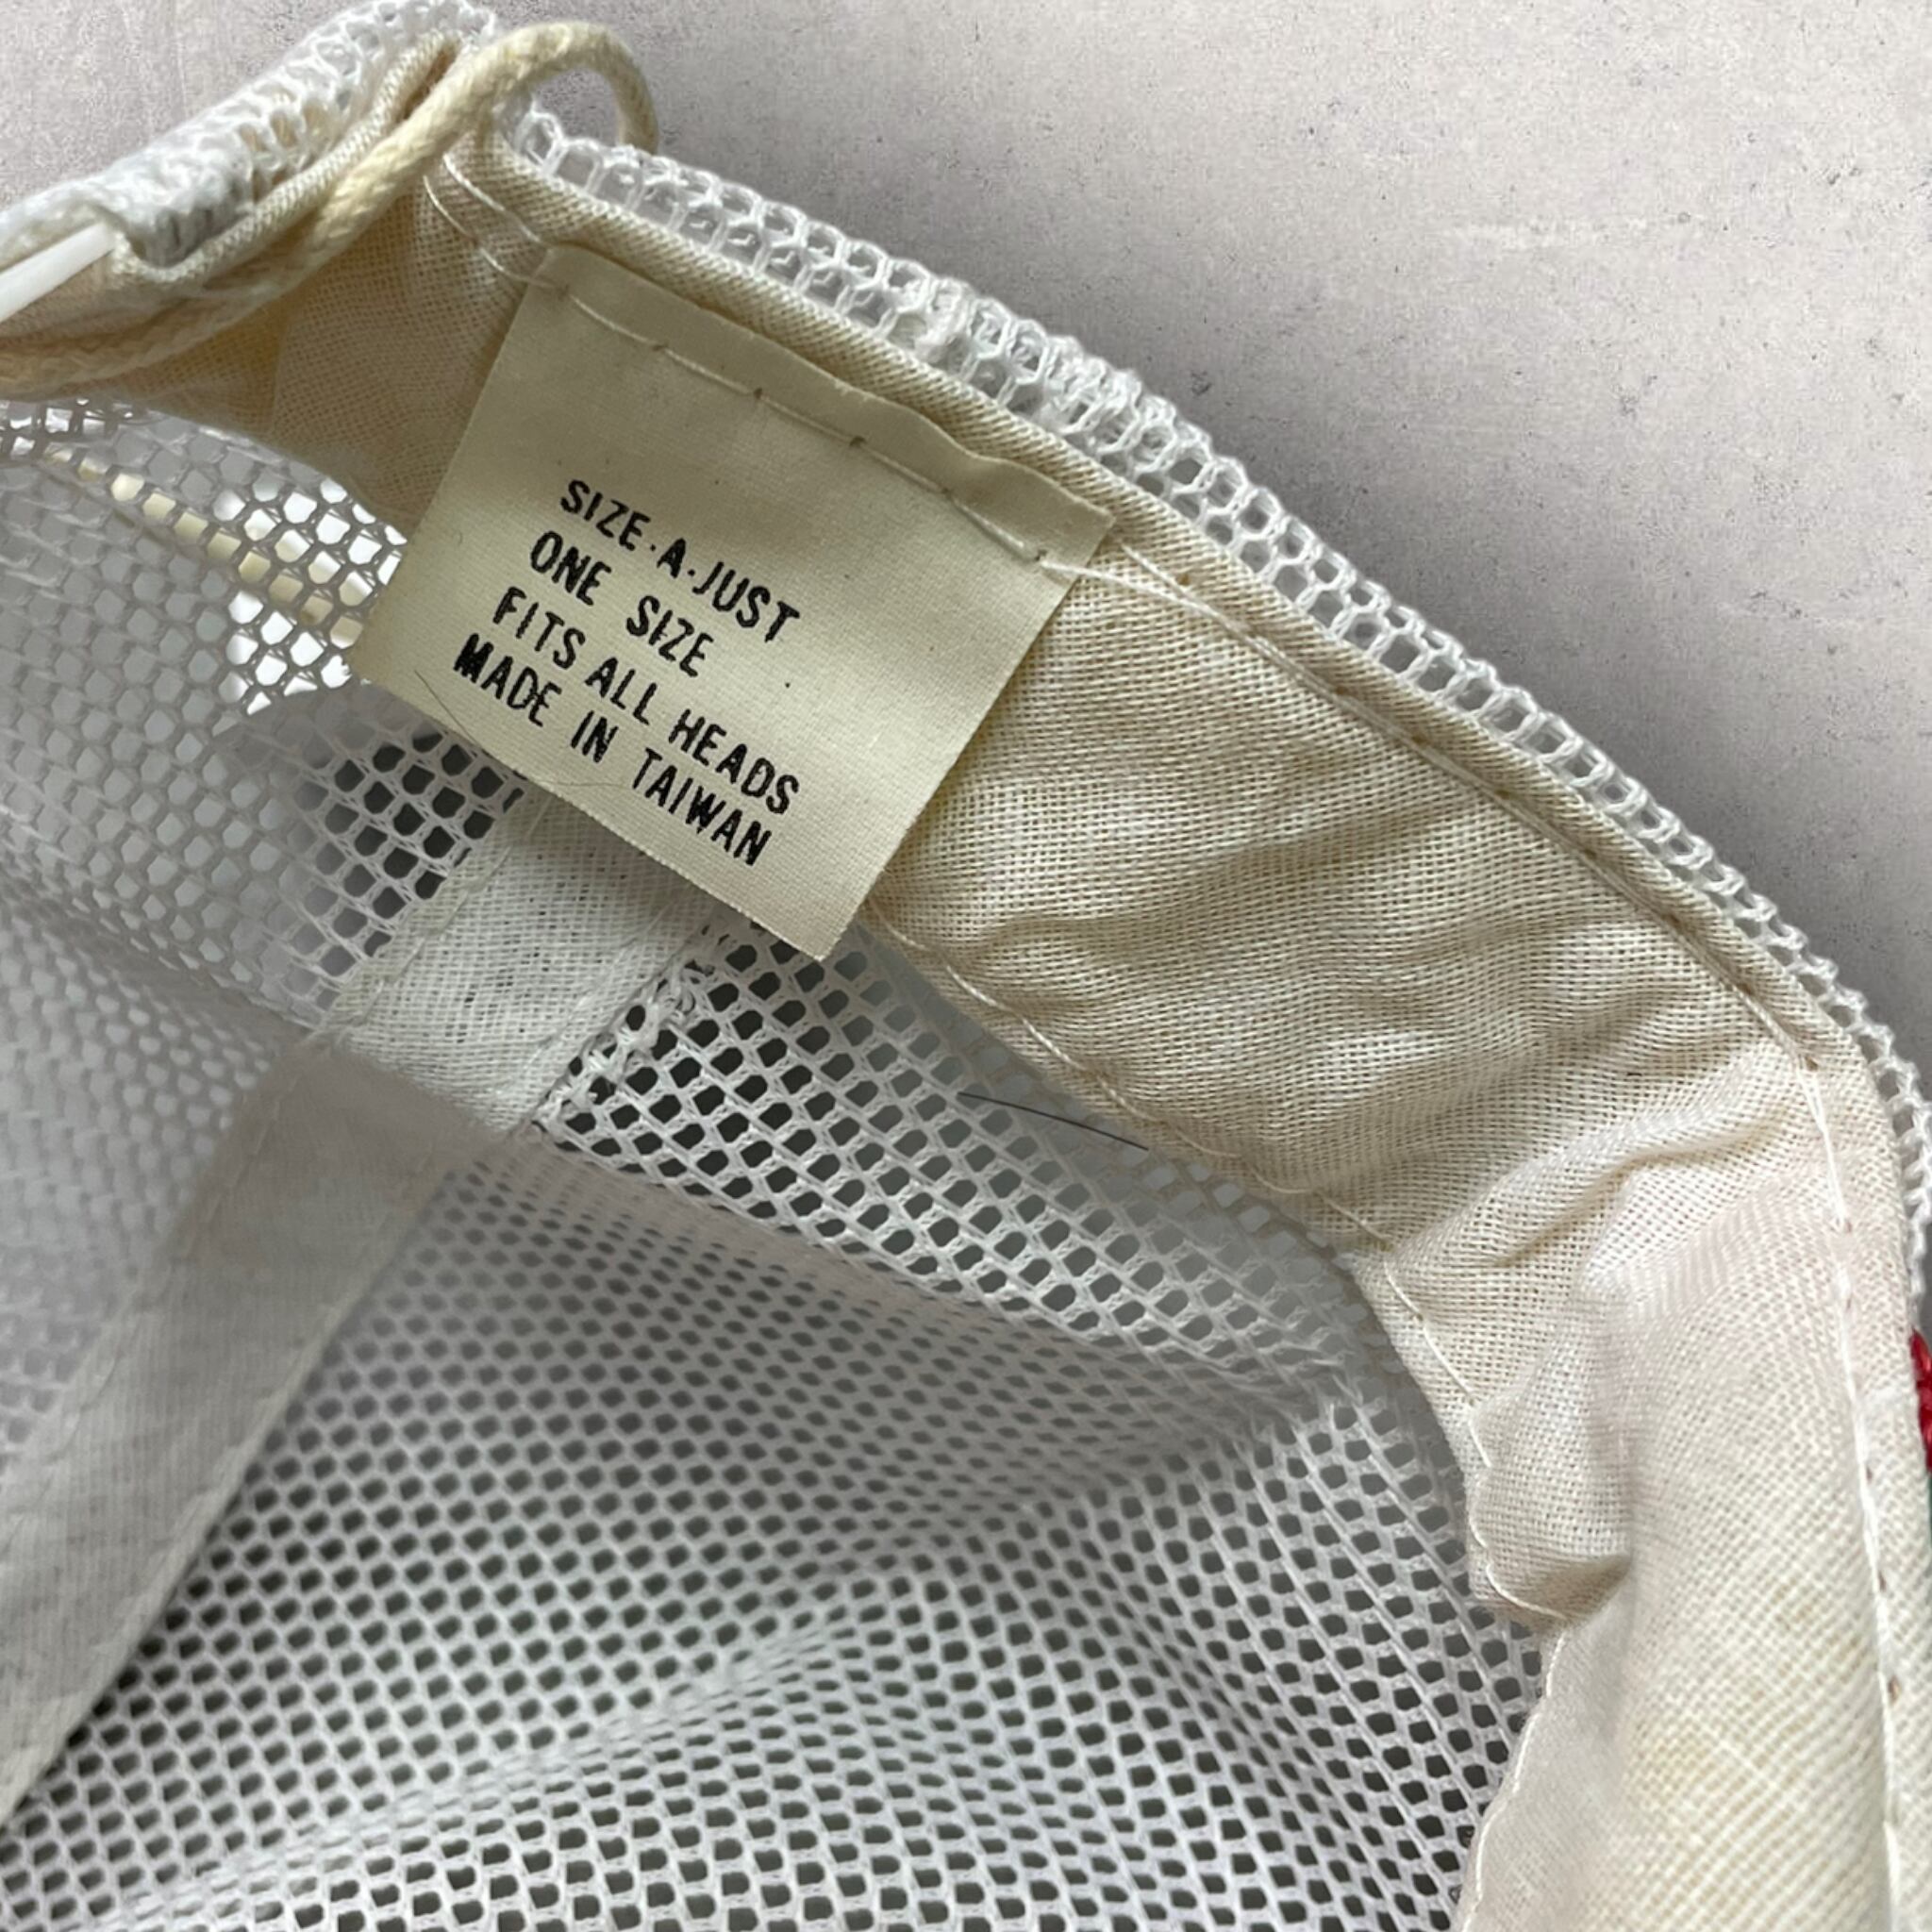 SIZE·A·JUST
ONE SIZE
FITS ALL HEADS
MADE IN TAIWAN